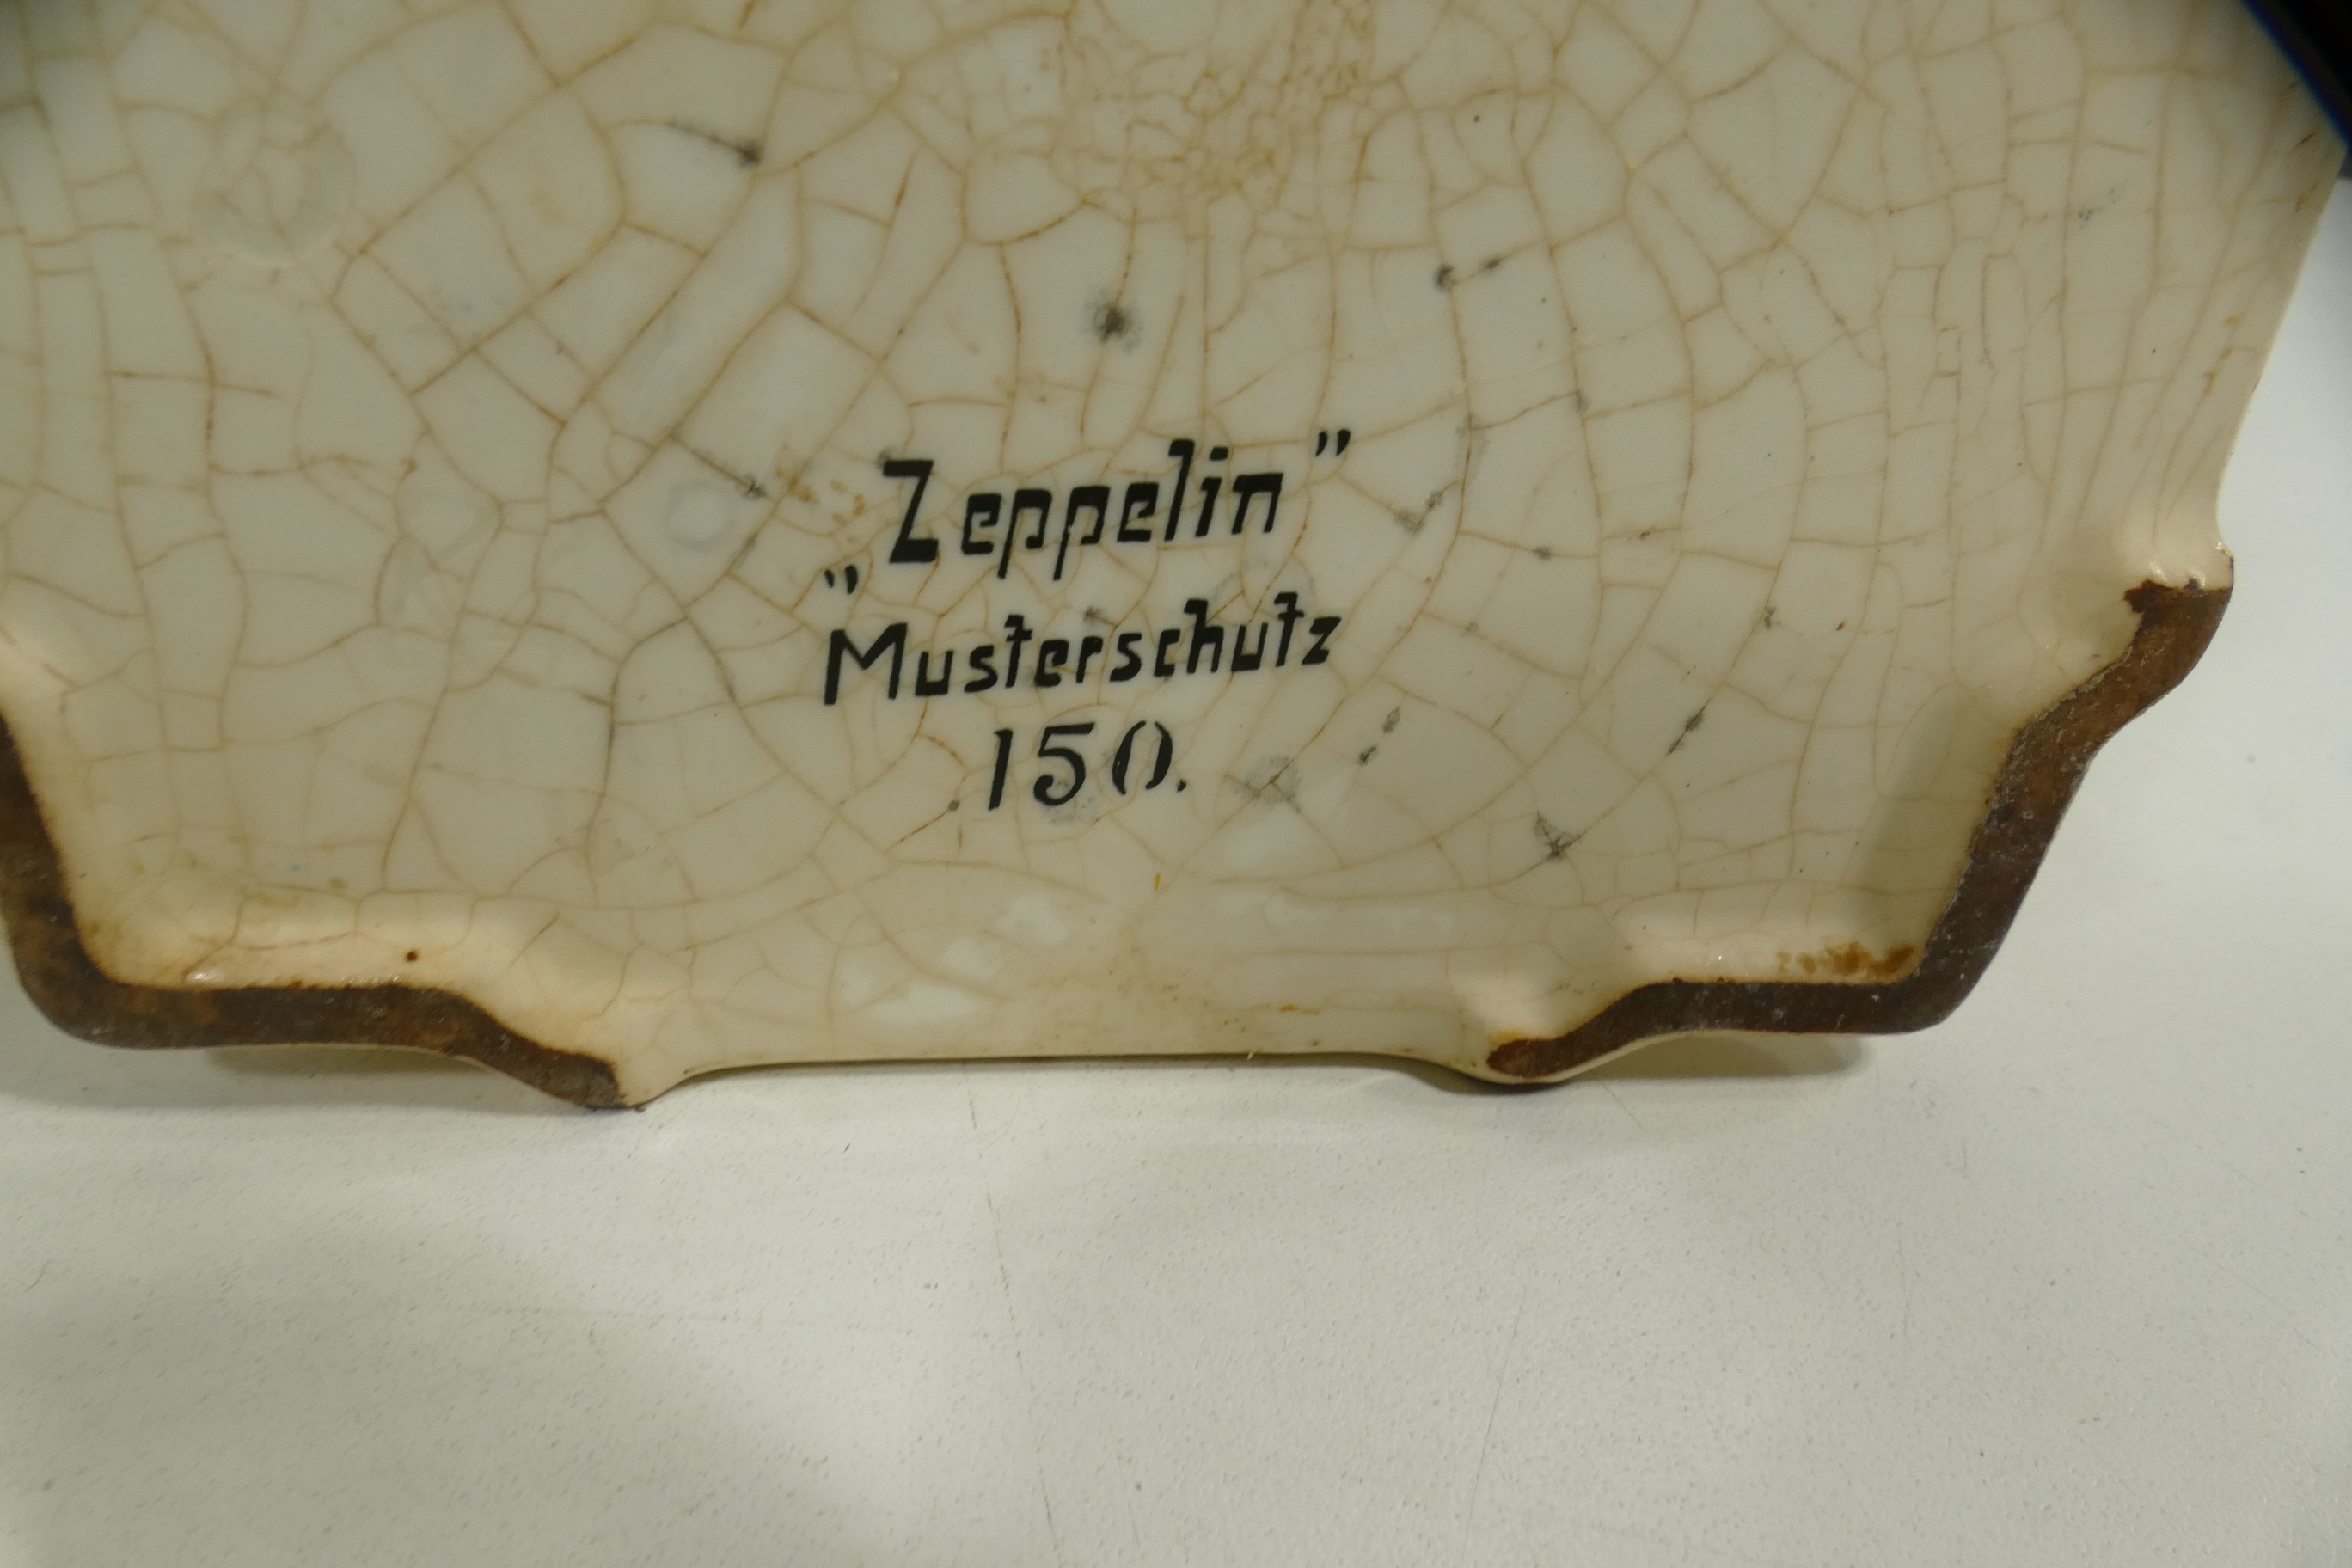 „Zeppelin”
Musterschutz
150.